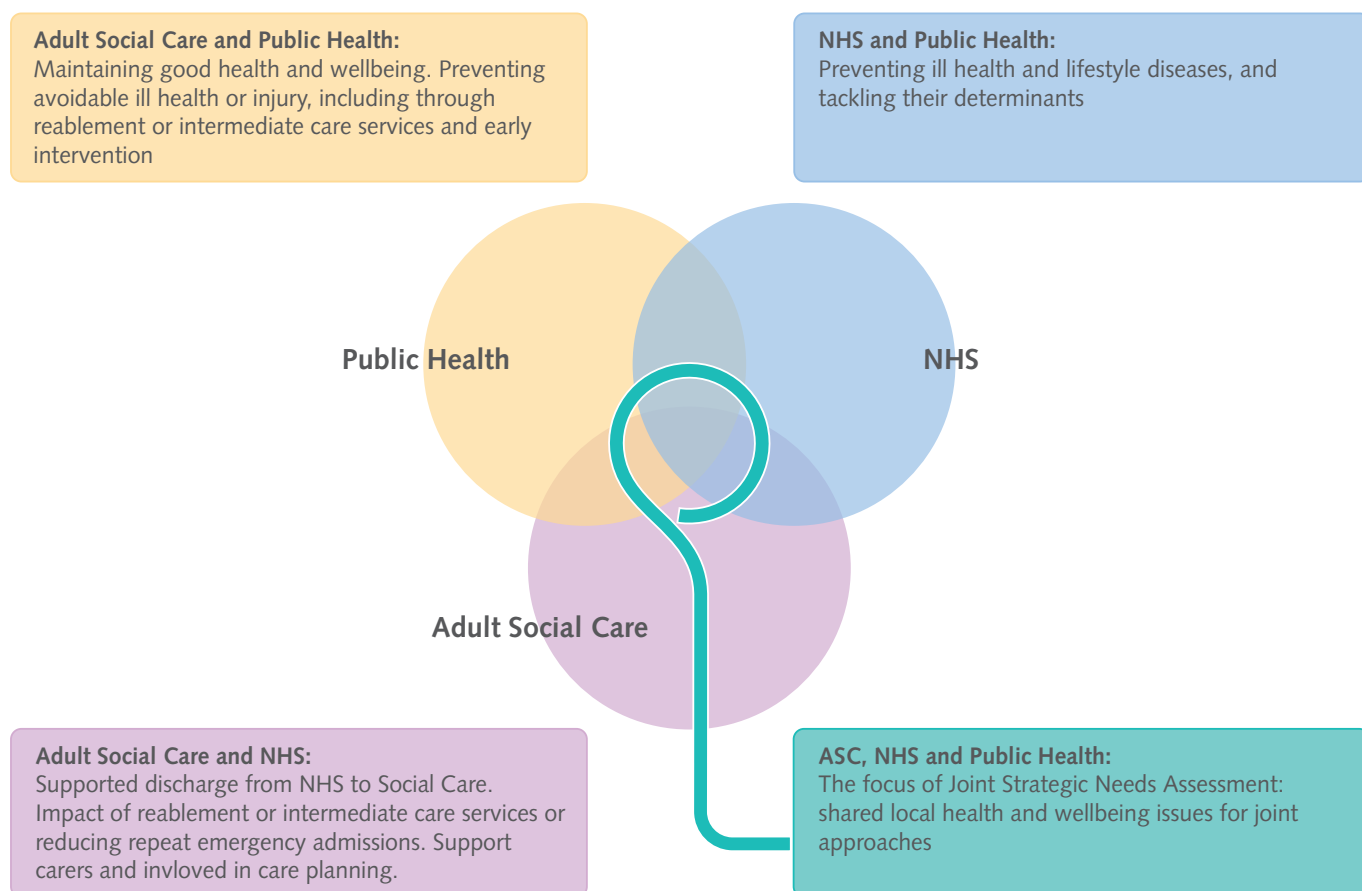 Adult Social Care and Public Health:
Maintaining good health and wellbeing. Preventing
avoidable ill health or injury, including through
reablement or intermediate care services and early
intervention
NHS and Public Health:
Preventing ill health and lifestyle diseases, and
tackling their determinants
Public Health
NHS
Adult Social Care
Adult Social Care and NHS:
Supported discharge from NHS to Social Care.
Impact of reablement or intermediate care services or
reducing repeat emergency admissions. Support
carers and invloved in care planning.
ASC, NHS and Public Health:
The focus of Joint Strategic Needs Assessment:
shared local health and wellbeing issues for joint
approaches